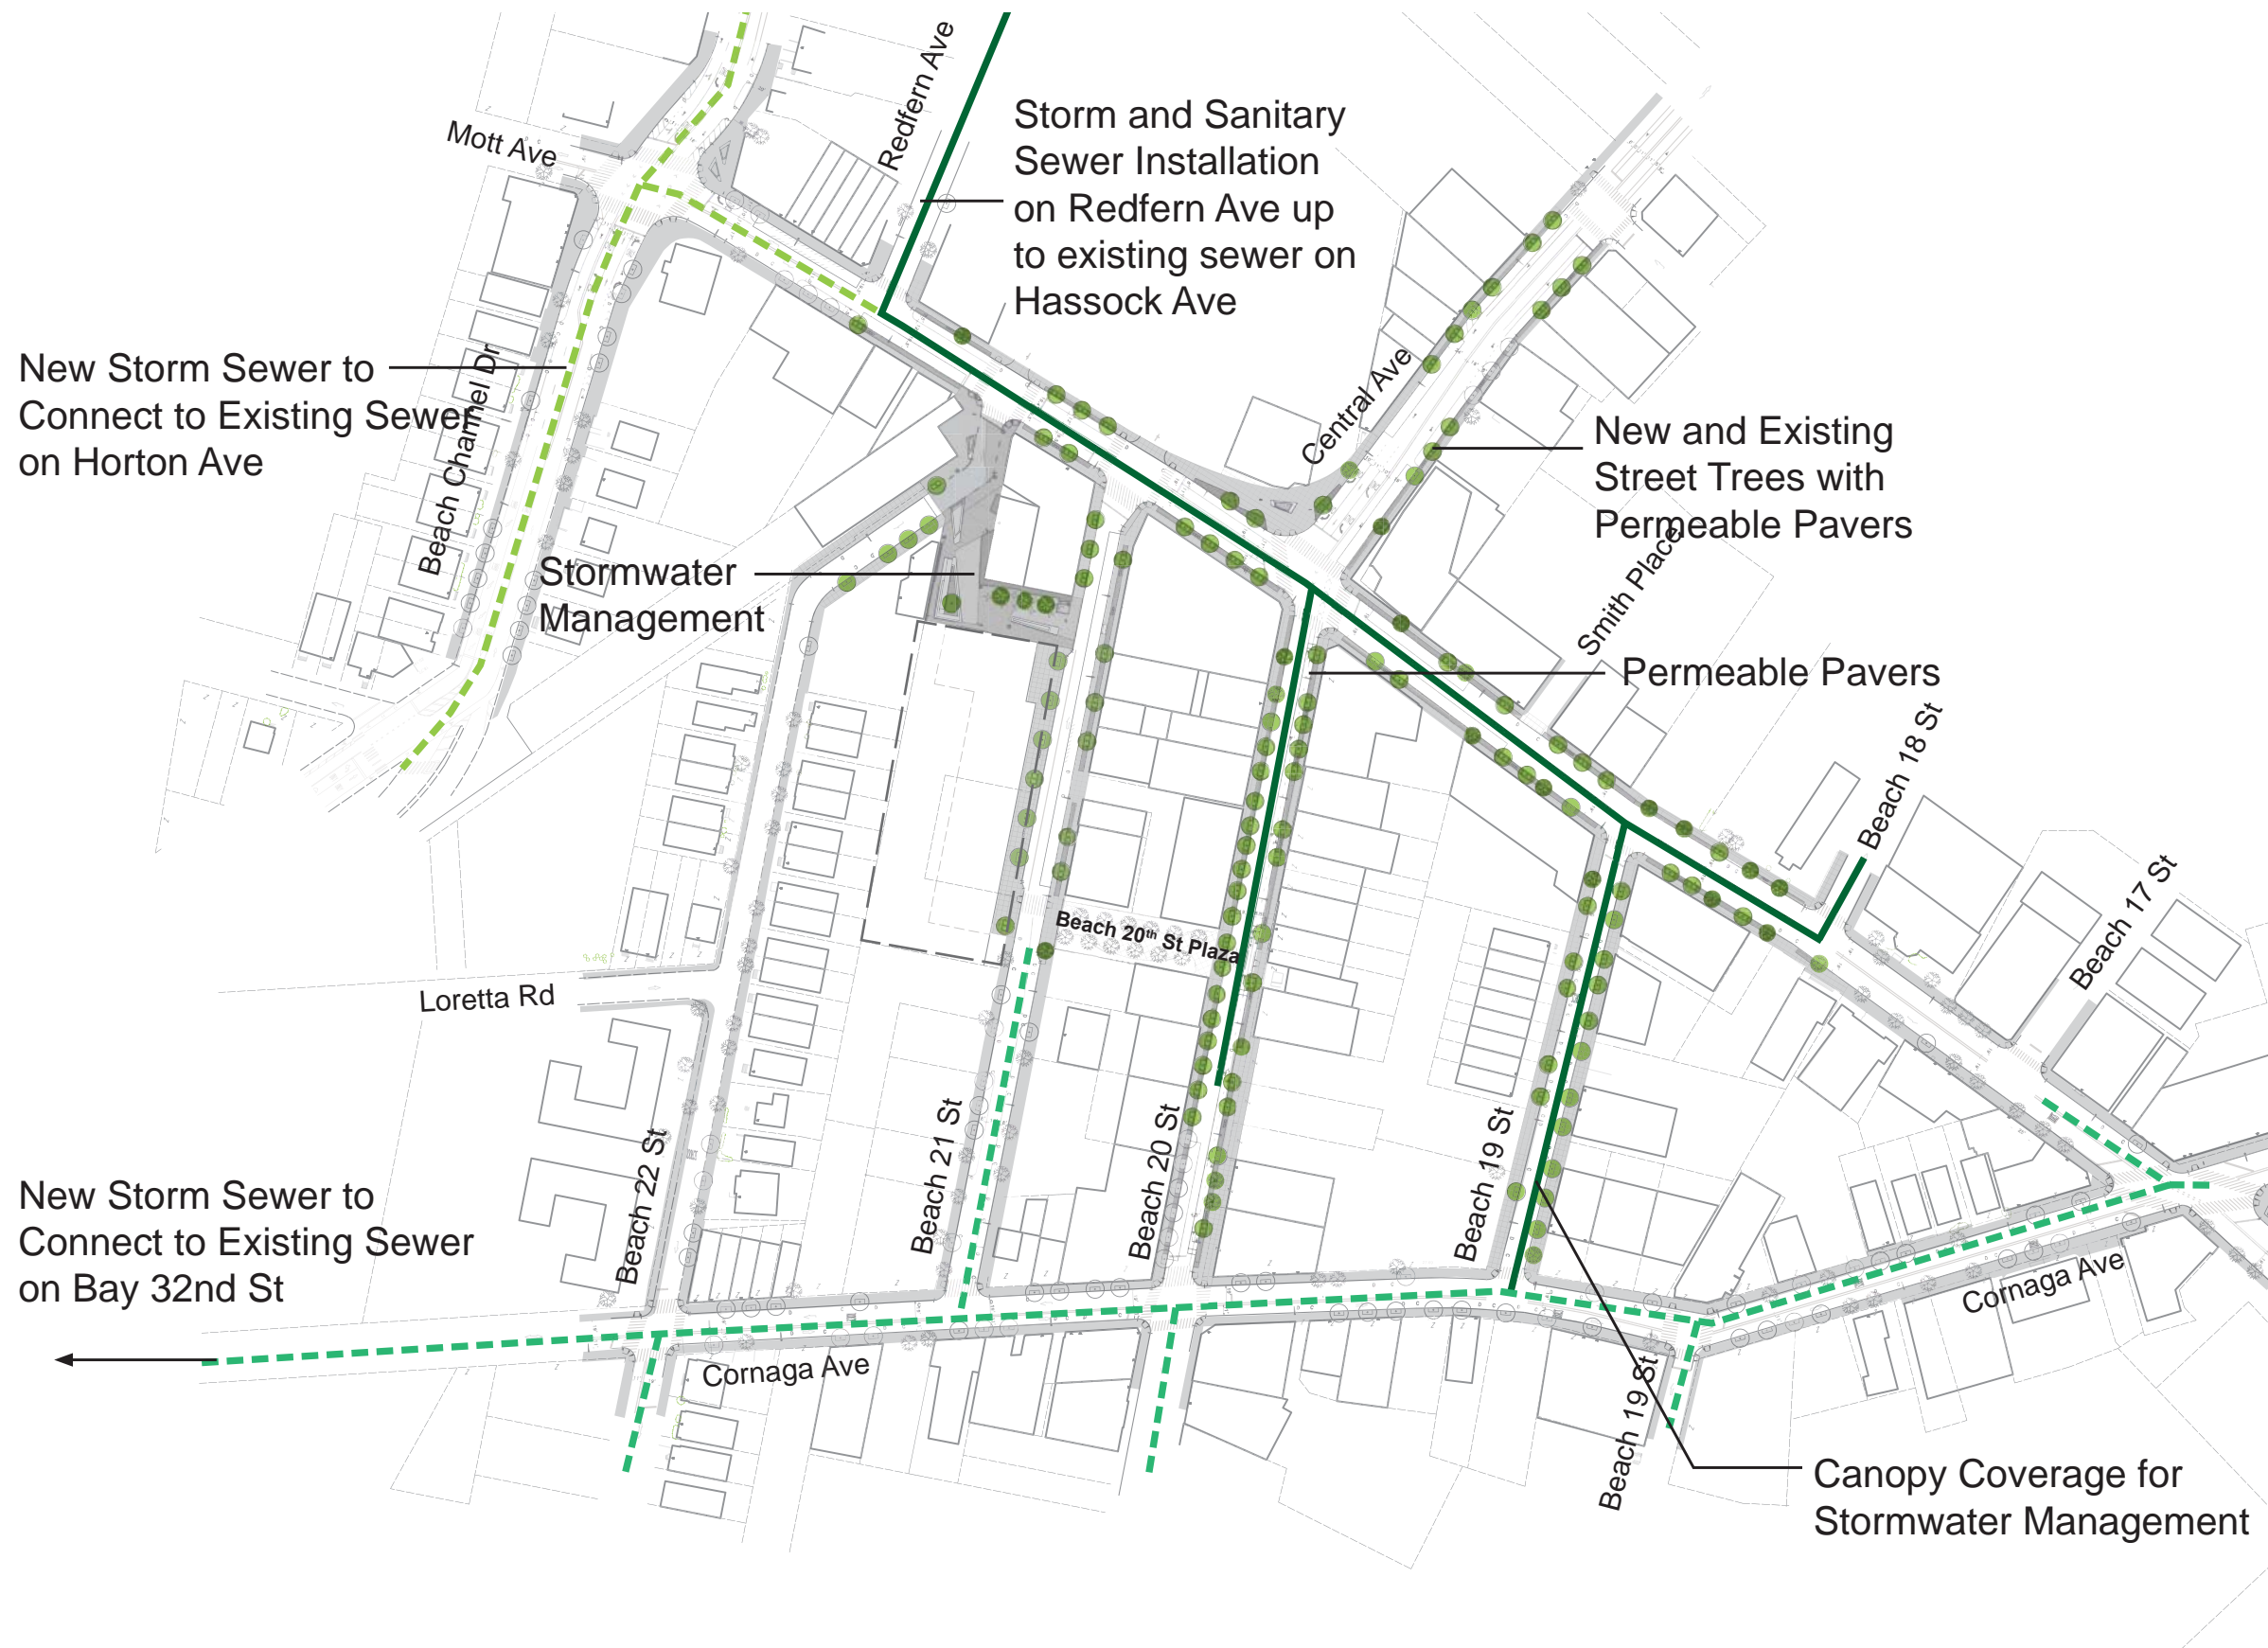 Redfern Ave
Mott Ave
Storm and Sanitary
Sewer Installation
on Redfern Ave up
to existing sewer on
Hassock Ave
New Storm Sewer to
Connect to Existing Sewer
on Horton Ave
Beach Channel Dr
Central Ave
New and Existing
Street Trees with
Permeable Pavers
Stormwater
Management
Smith Place
Permeable Pavers
Beach 18 St
Beach 17 St
Beach 20th St Plaza
Loretta Rd
Beach 22 St
Beach 21 St
Beach 20 St
Beach 19 St
New Storm Sewer to
Connect to Existing Sewer
on Bay 32nd St
Cornaga Ave
Cornaga Ave
Beach 19 St
Canopy Coverage for
Stormwater Management